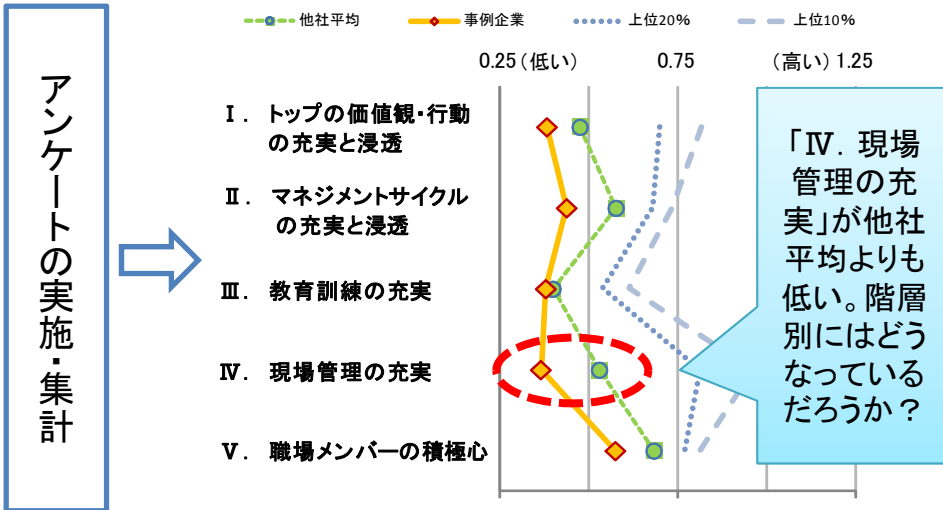 他社平均
事例企業
上位20%
上位10%
0.25（低い）
0.75
（高い）1.25
アンケートの実施・集計
Ⅰ． トップの価値観・行動
の充実と浸透
Ⅱ． マネジメントサイクル
の充実と浸透
Ⅲ． 教育訓練の充実
Ⅳ． 現場管理の充実
Ⅴ． 職場メンバーの積極心
「Ⅳ．現場
管理の充
実」が他社
平均よりも
低い。階層
別にはどう
なっている
だろうか？